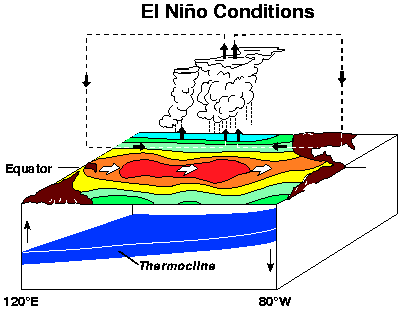 El Niño Conditions
Equator
Thermocline
120°E
80°W